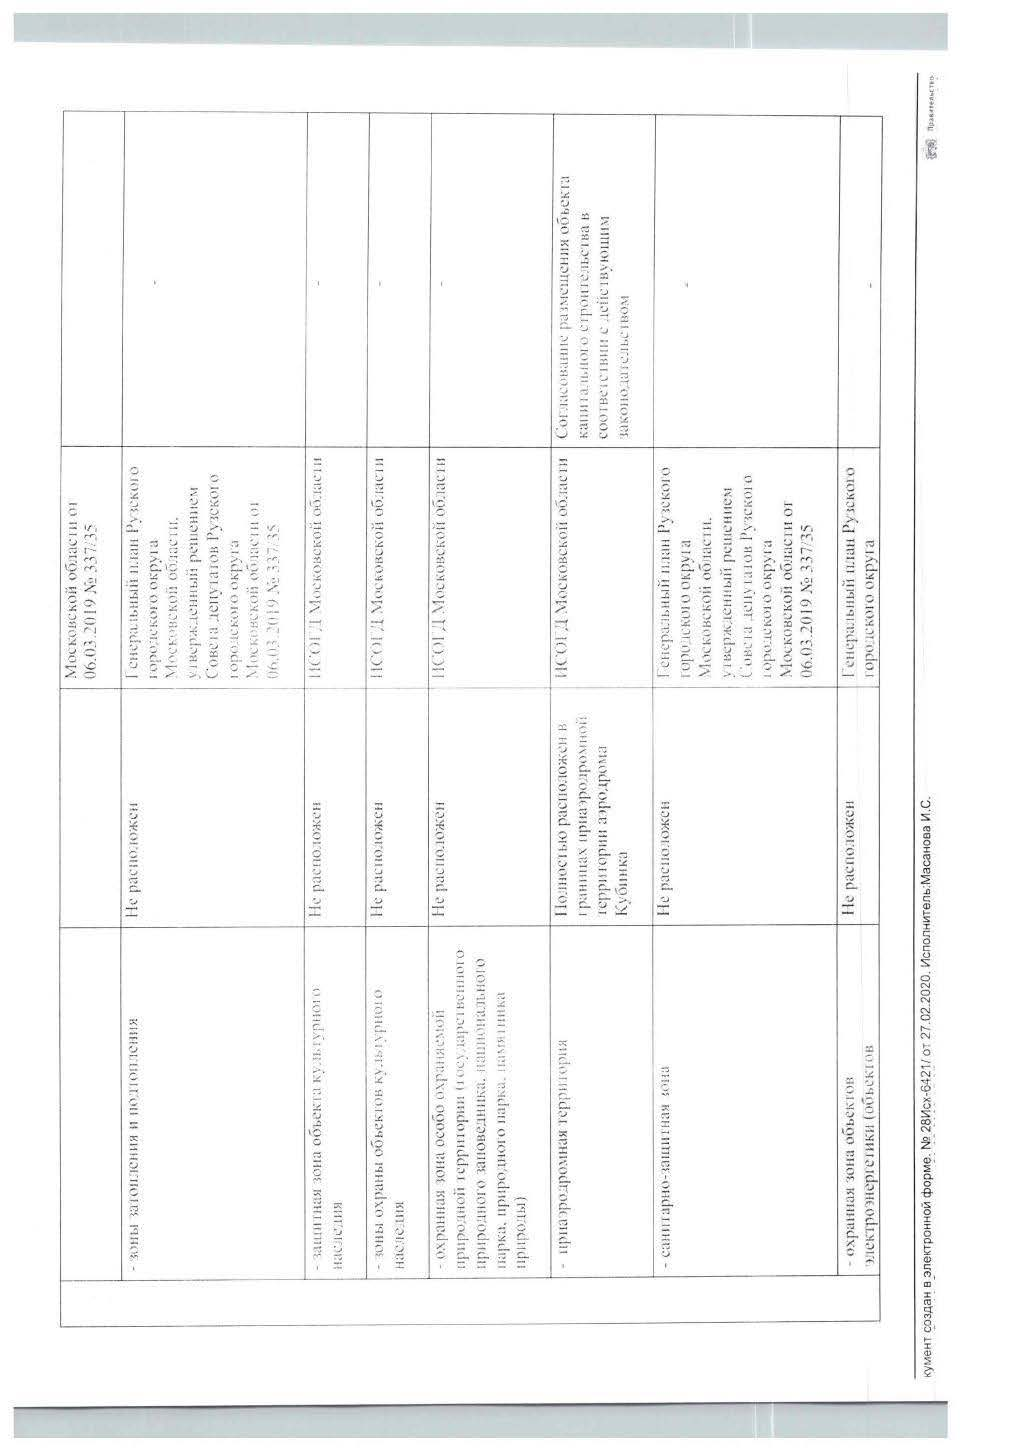 Московской области от
06.03.2019 № 337/35
- зоны затопления и подтопления
Не расположен
Генеральный план Рузского
городского округа
Московской области,
утвержденный решением
Совета депутатов Рузского
городского округа
Московской области от
06.03.2019 № 337/35
-
- защитная зона объекта культурного
наследия
Не расположен
ИСОГД Московской области
-
- зоны охраны объектов культурного
наследия
Не расположен
ИСОГД Московской области
-
- охранная зона особо охраняемой
природной территории (государственного
природного заповедника, национального
парка, природного парка, памятника
природы)
Не расположен
ИСОГД Московской области
-
- приаэродромная территория
Полностью расположен в
границах приаэродромной
территории аэродрома
Кубинка
ИСОГД Московской области
Согласование размещения объекта
капитального строительства в
соответствии с действующим
законодательством
- санитарно-защитная зона
Не расположен
Генеральный план Рузского
городского округа
Московской области,
утвержденный решением
Совета депутатов Рузского
городского округа
Московской области от
06.03.2019 № 337/35
-
- охранная зона объектов
электроэнергетики (объектов
Не расположен
Генеральный план Рузского
городского округа
-
кумент создан в электронной форме. № 28Исх-6421/ от 27.02.2020. Исполнитель:Масанова И.С.
Правительство